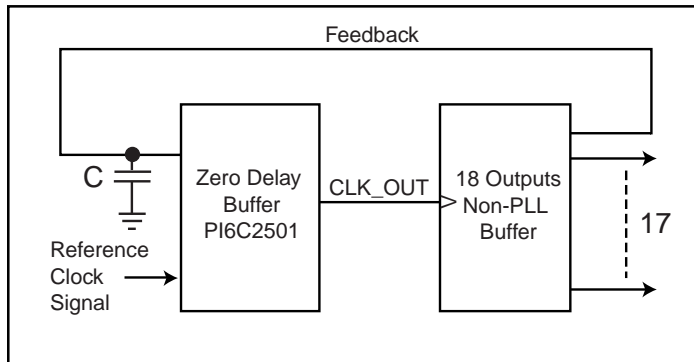 Feedback
C
Zero Delay
Buffer
PI6C2501
CLK_OUT
18 Outputs
Non-PLL
Buffer
17
Reference
Clock
Signal